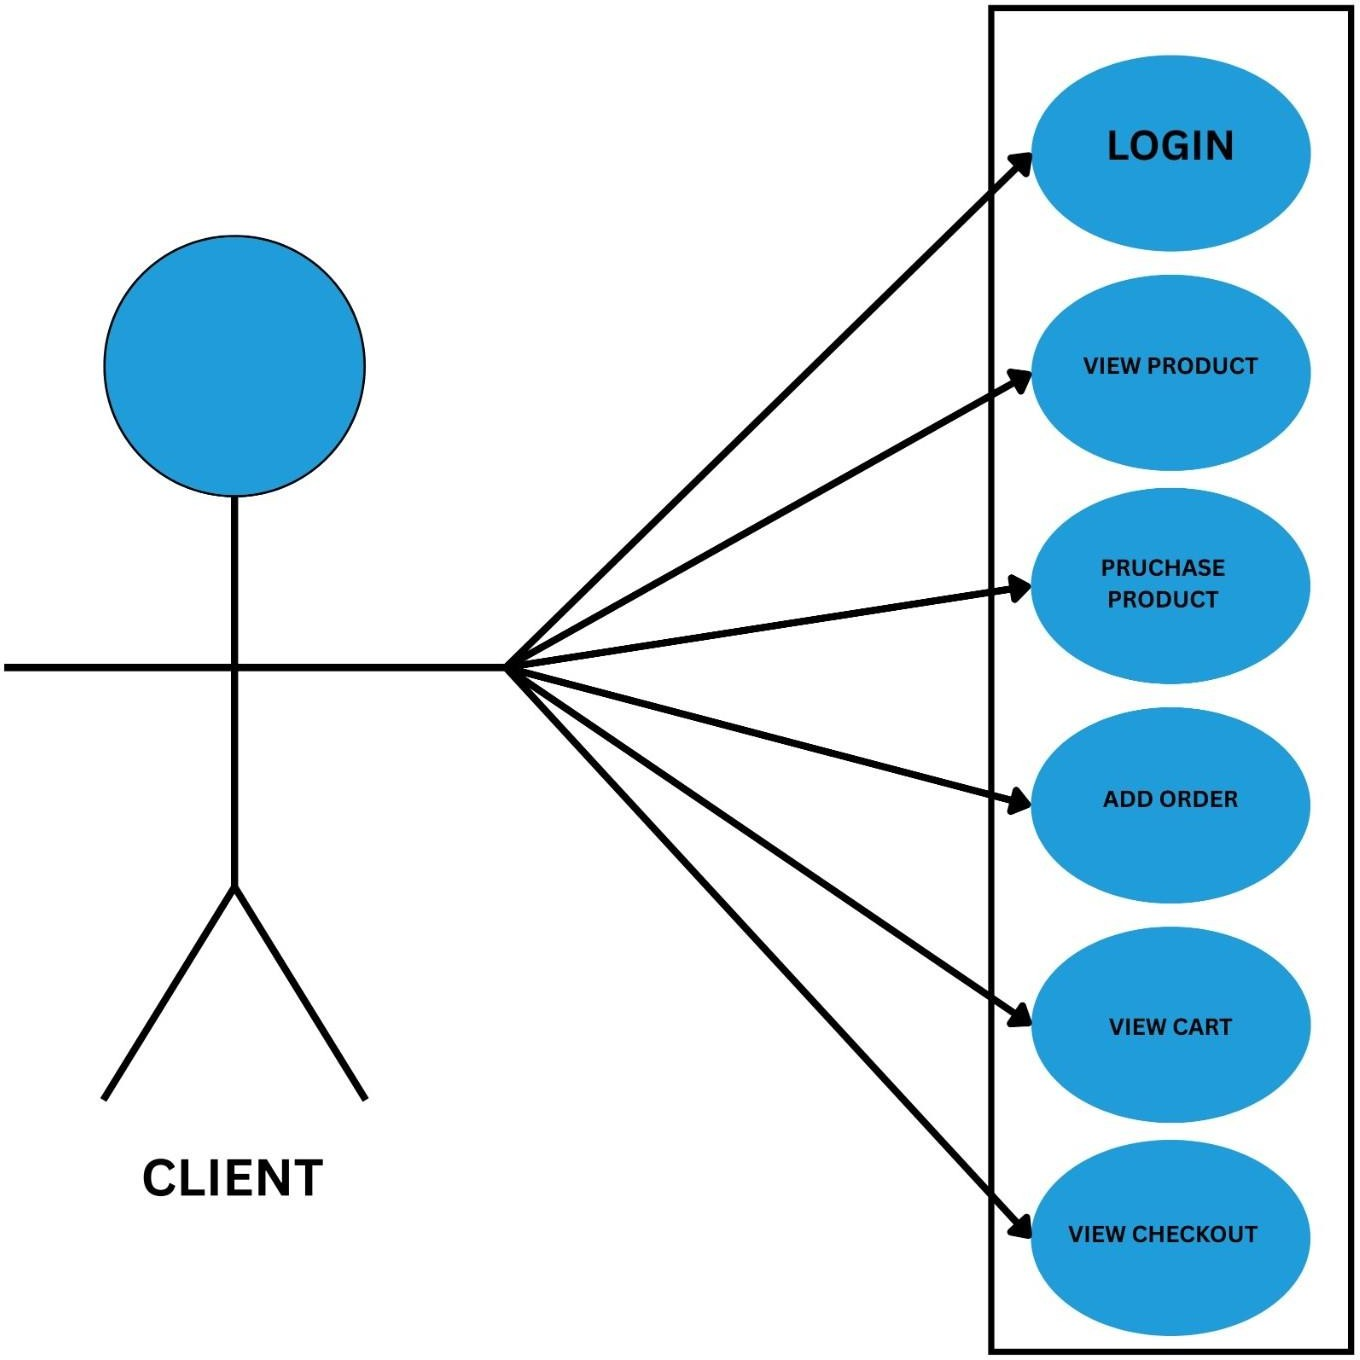 LOGIN
VIEW PRODUCT
PRUCHASE
PRODUCT
ADD ORDER
VIEW CART
VIEW CHECKOUT
CLIENT